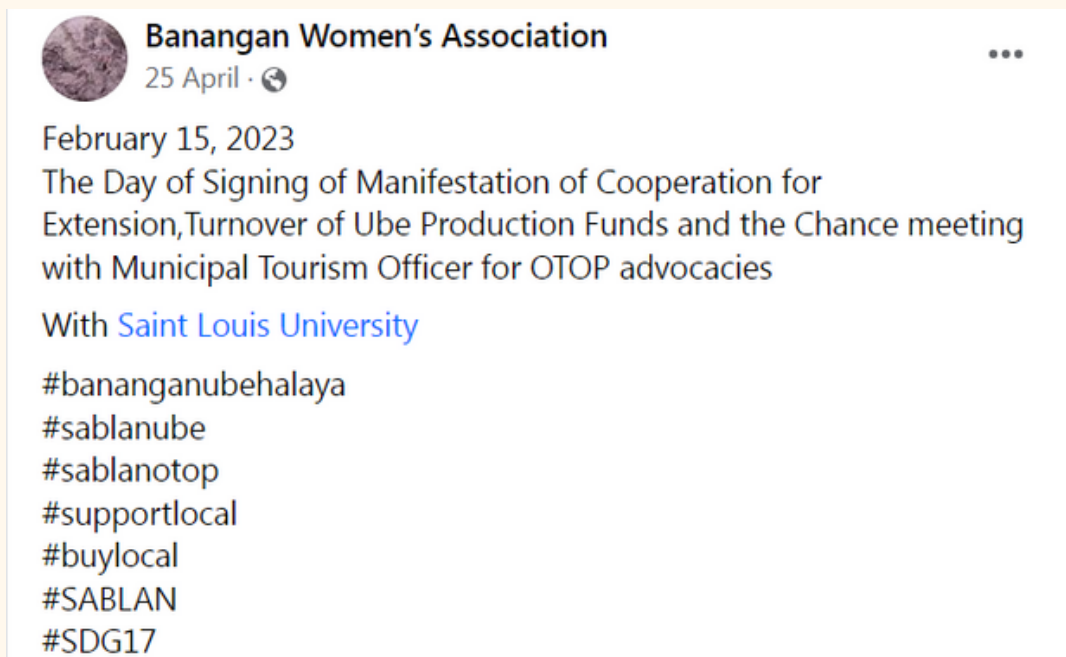 Banangan Women's Association
25 April ·
February 15, 2023
The Day of Signing of Manifestation of Cooperation for
Extension,Turnover of Ube Production Funds and the Chance meeting
with Municipal Tourism Officer for OTOP advocacies
With Saint Louis University
#bananganubehalaya
#sablanube
#sablanotop
#supportlocal
#buylocal
#SABLAN
#SDG17